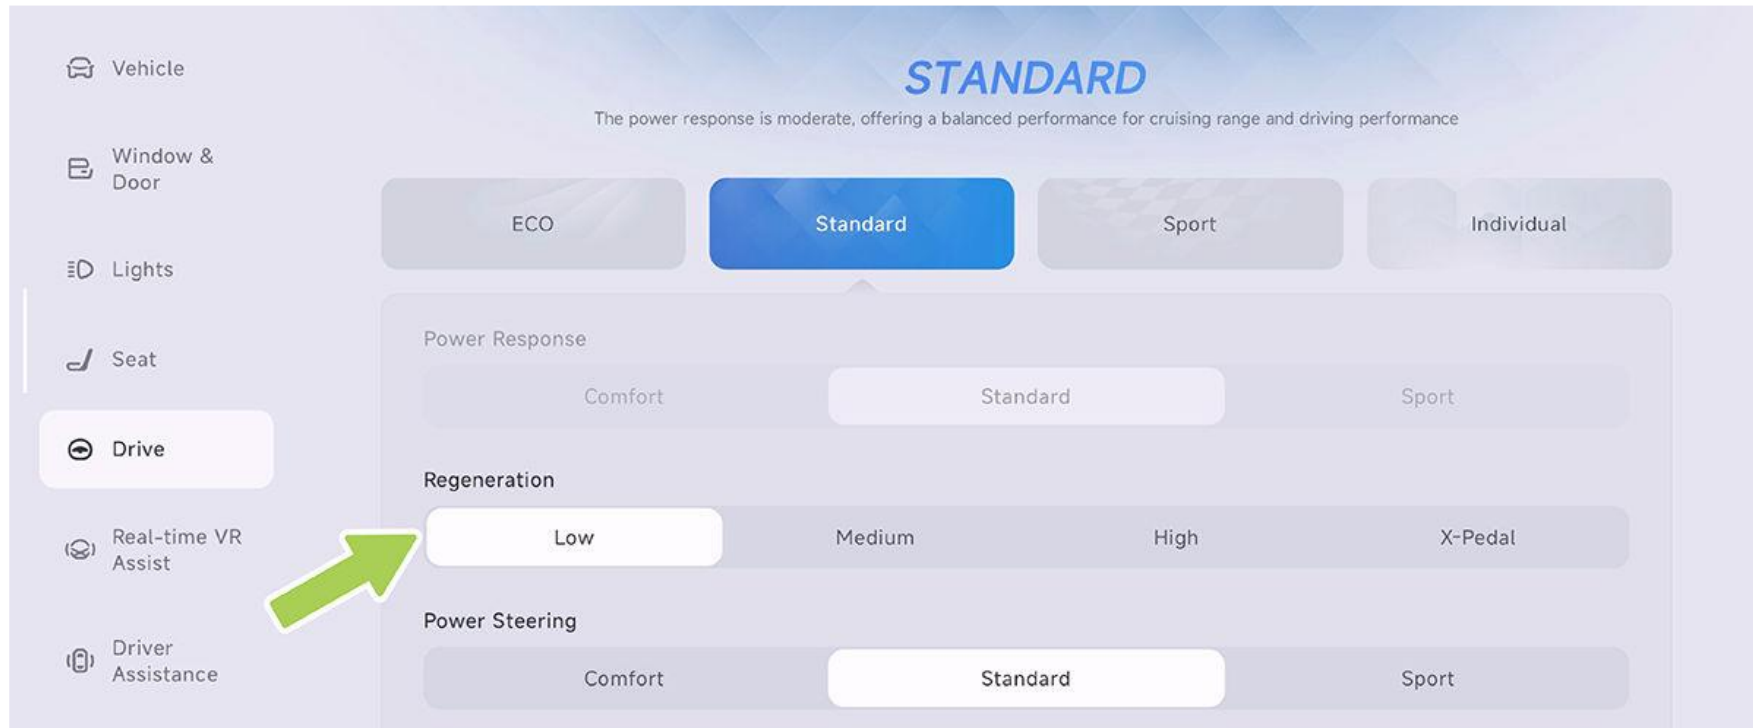 Vehicle
Window &
Door
Lights
Seat
Drive
Real-time VR
Assist
Driver
Assistance
STANDARD
The power response is moderate, offering a balanced performance for cruising range and driving performance
ECO Standard Sport Individual
Power Response
Comfort Standard Sport
Regeneration
Low Medium High X-Pedal
Power Steering
Comfort Standard Sport